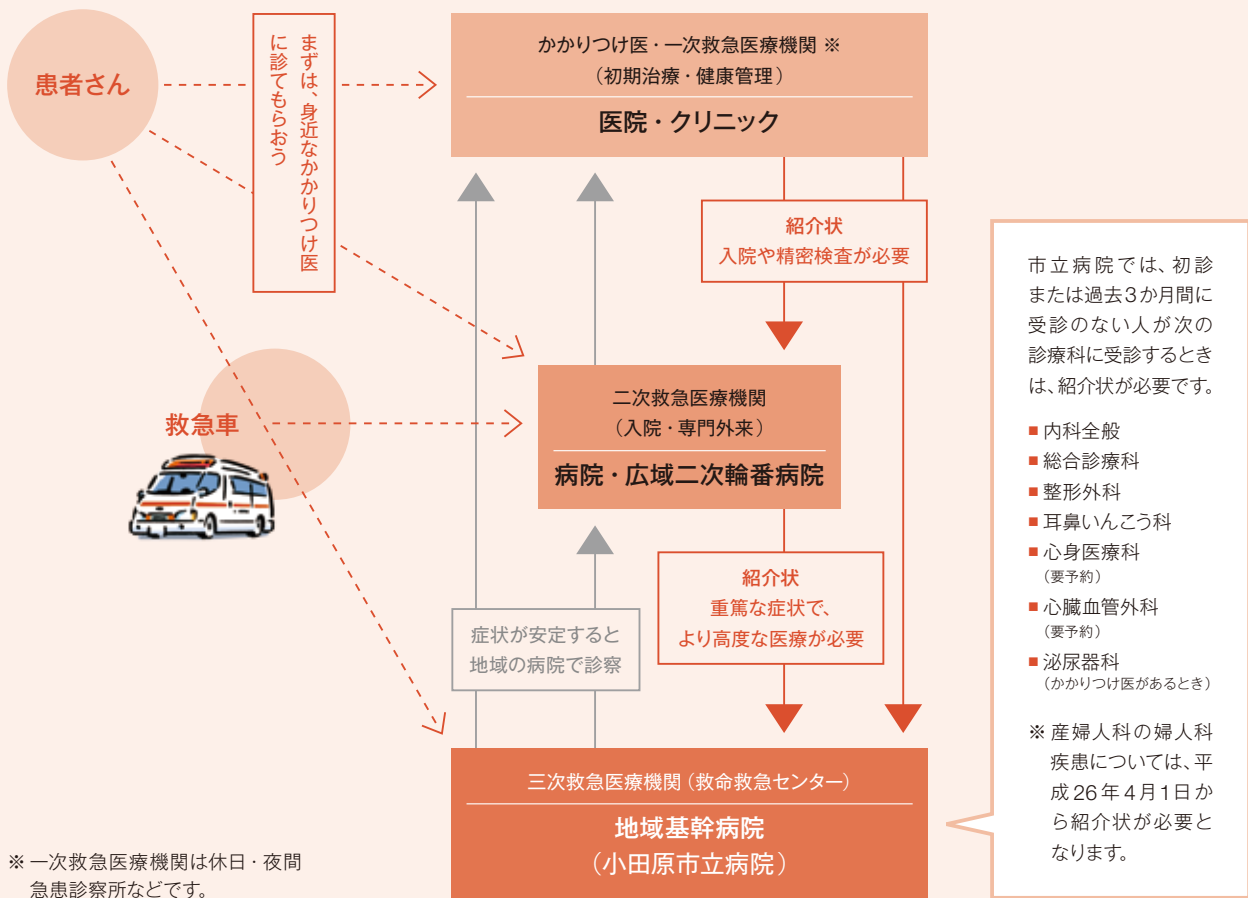 患者さん
まずは、身近なかかりつけ医
に診てもらおう
かかりつけ医・一次救急医療機関 ※
（初期治療・健康管理）
医院・クリニック
紹介状
入院や精密検査が必要
救急車
二次救急医療機関
（入院・専門外来）
病院・広域二次輪番病院
紹介状
重篤な症状で、
より高度な医療が必要
症状が安定すると
地域の病院で診察
三次救急医療機関（救命救急センター）
地域基幹病院
（小田原市立病院）
※ 一次救急医療機関は休日・夜間
急患診察所などです。
市立病院では、初診
または過去3か月間に
受診のない人が次の
診療科に受診するとき
は、紹介状が必要です。
■ 内科全般
■ 総合診療科
■ 整形外科
■ 耳鼻いんこう科
■ 心身医療科
（要予約）
■ 心臓血管外科
（要予約）
■ 泌尿器科
（かかりつけ医があるとき）
※ 産婦人科の婦人科
疾患については、平
成26年4月1日か
ら紹介状が必要と
なります。